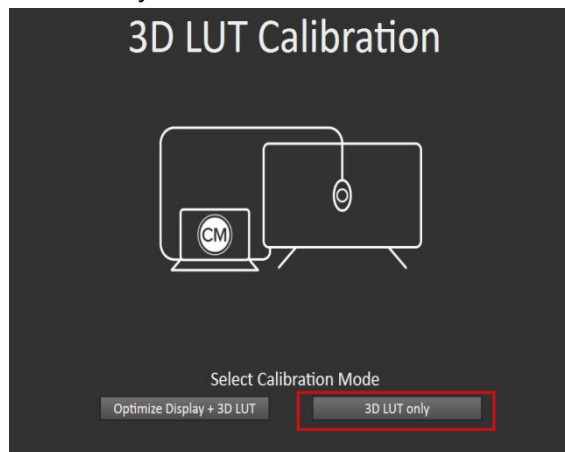 3D LUT Calibration
CM
Select Calibration Mode
Optimize Display + 3D LUT
3D LUT only